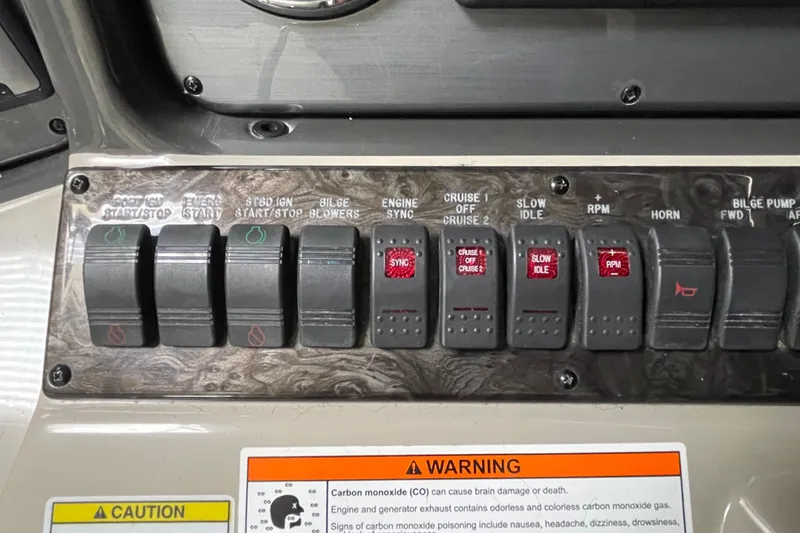 PORT IGN
START/STOP
EMERG
START
STBD IGN
START/STOP
BILGE
BLOWERS
ENGINE
SYNC
CRUISE 1
OFF
CRUISE 2
SLOW
IDLE
+
RPM
HORN
BILGE PUMP
FWD
SYNC
CRUISE 1
OFF
CRUISE 2
SLOW
IDLE
+
RPM
-
WARNING
Carbon monoxide (CO) can cause brain damage or death.
Engine and generator exhaust contains odorless and colorless carbon monoxide gas.
Signs of carbon monoxide poisoning include nausea, headache, dizziness, drowsiness,
CAUTION